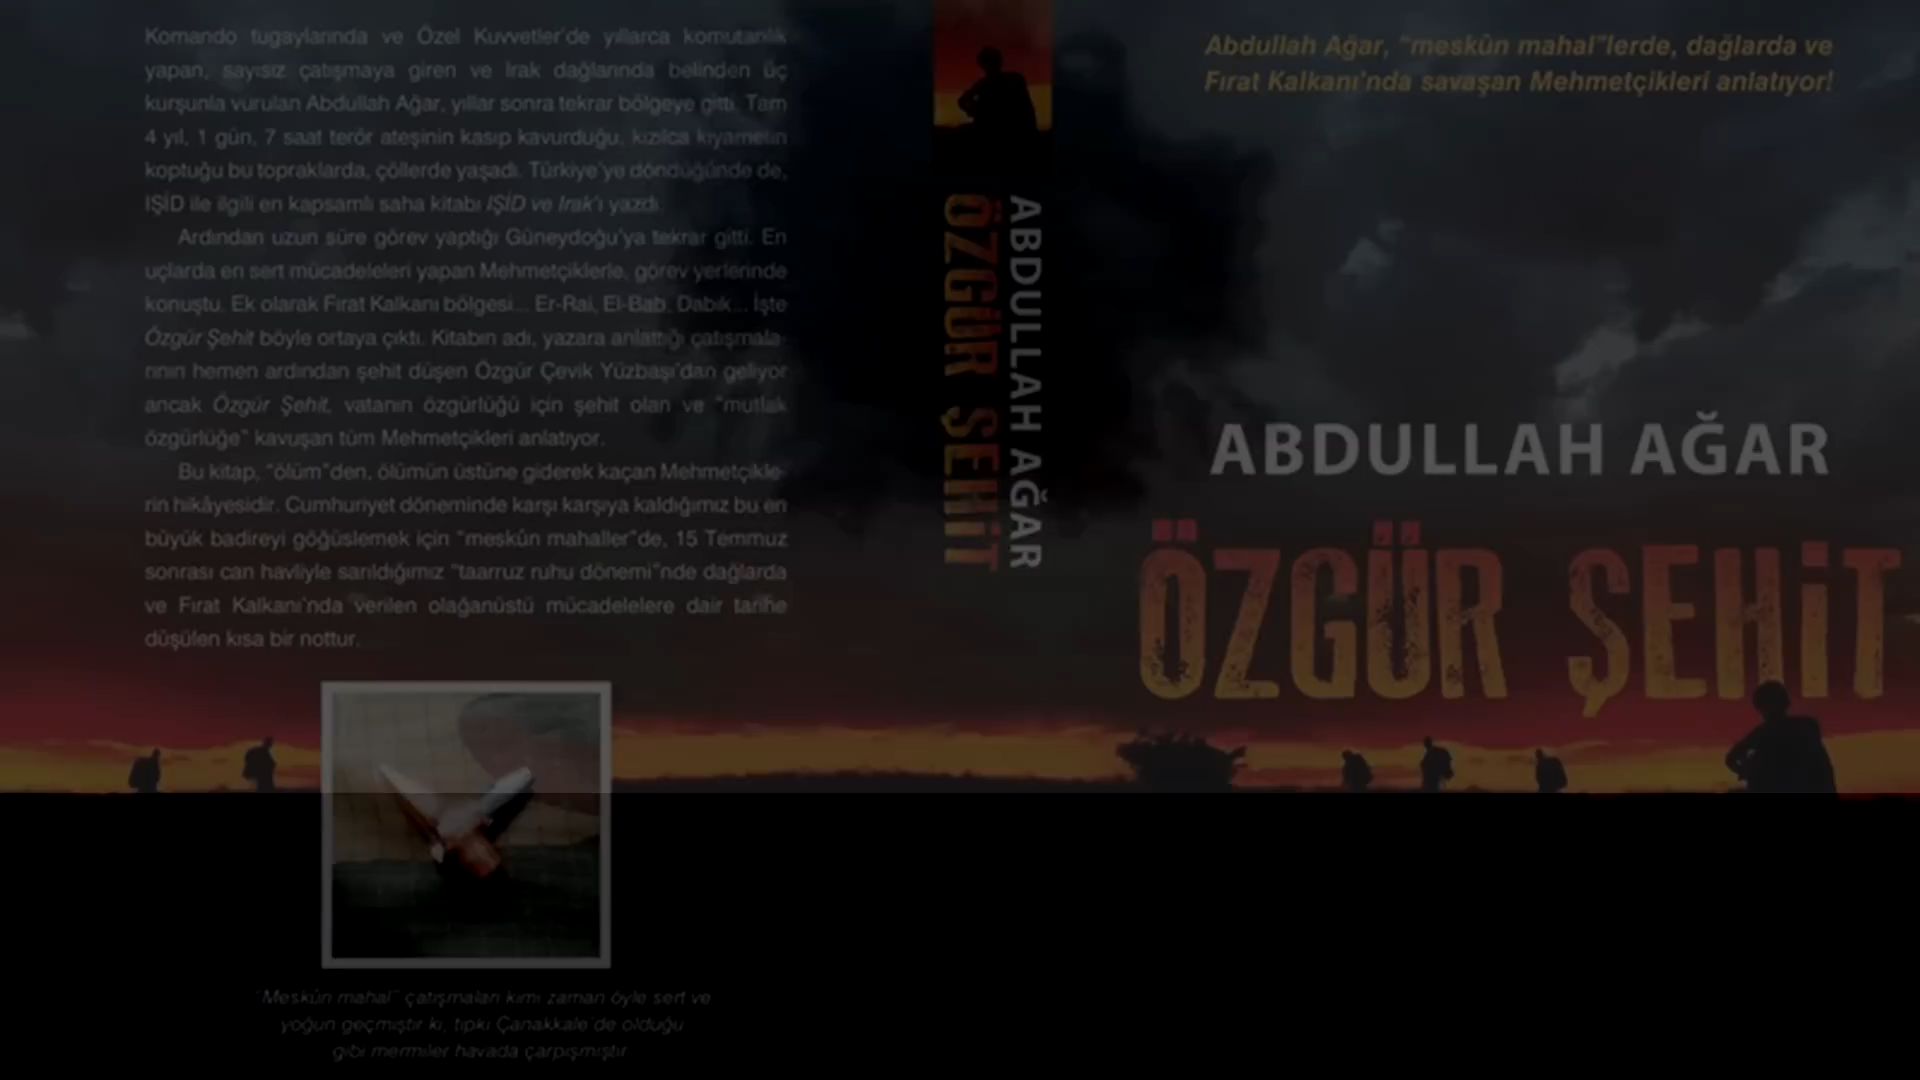 Komando tugaylarında ve Özel Kuvvetler'de yıllarca komutanlık
yapan, sayısız çatışmaya giren ve Irak dağlarında belinden üç
kurşunla vurulan Abdullah Ağar, yıllar sonra tekrar bölgeye gitti. Tam
4 yıl, 1 gün, 7 saat terör ateşinin kasıp kavurduğu, kızılca kıyametin
koptuğu bu topraklarda, çöllerde yaşadı. Türkiye'ye döndüğünde de,
IŞİD ile ilgili en kapsamlı saha kitabı IŞİD ve Irak'ı yazdı.
Ardından uzun süre görev yaptığı Güneydoğu'ya tekrar gitti. En
uçlarda en sert mücadeleleri yapan Mehmetçiklerle, görev yerlerinde
konuştu. Ek olarak Fırat Kalkanı bölgesi... Er-Rai, El-Bab, Dabık... İşte
Özgür Şehit böyle ortaya çıktı. Kitabın adı, yazara anlattığı çatışmala-
rının hemen ardından şehit düşen Özgür Çevik Yüzbaşı'dan geliyor
ancak Özgür Şehit, vatanın özgürlüğü için şehit olan ve "mutlak
özgürlüğe" kavuşan tüm Mehmetçikleri anlatıyor.
Bu kitap, "ölüm"den, ölümün üstüne giderek kaçan Mehmetçikle-
rin hikâyesidir. Cumhuriyet döneminde karşı karşıya kaldığımız bu en
büyük badireyi göğüslemek için "meskûn mahaller"de, 15 Temmuz
sonrası can havliyle sarıldığımız "taarruz ruhu dönemi"nde dağlarda
ve Fırat Kalkanı'nda verilen olağanüstü mücadelelere dair tarihe
düşülen kısa bir nottur.
"Meskûn mahal" çatışmaları kimi zaman öyle sert ve
yoğun geçmiştir ki, tıpkı Çanakkale'de olduğu
gibi mermiler havada çarpışmıştır.
ABDULLAH AĞAR
ÖZGÜR ŞEHİT
Abdullah Ağar, "meskûn mahal"lerde, dağlarda ve
Fırat Kalkanı'nda savaşan Mehmetçikleri anlatıyor!
ABDULLAH AĞAR
ÖZGÜR ŞEHİT